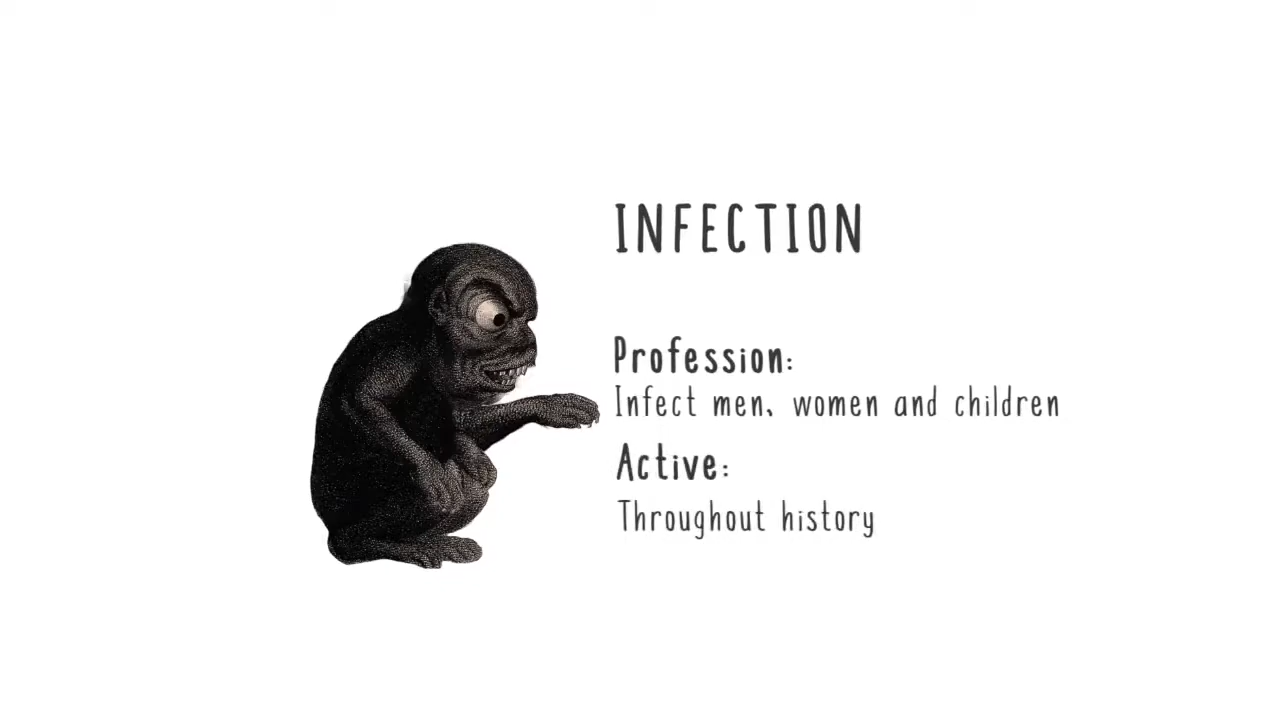 INFECTION
Profession:
Infect men, women and children
Active:
Throughout history